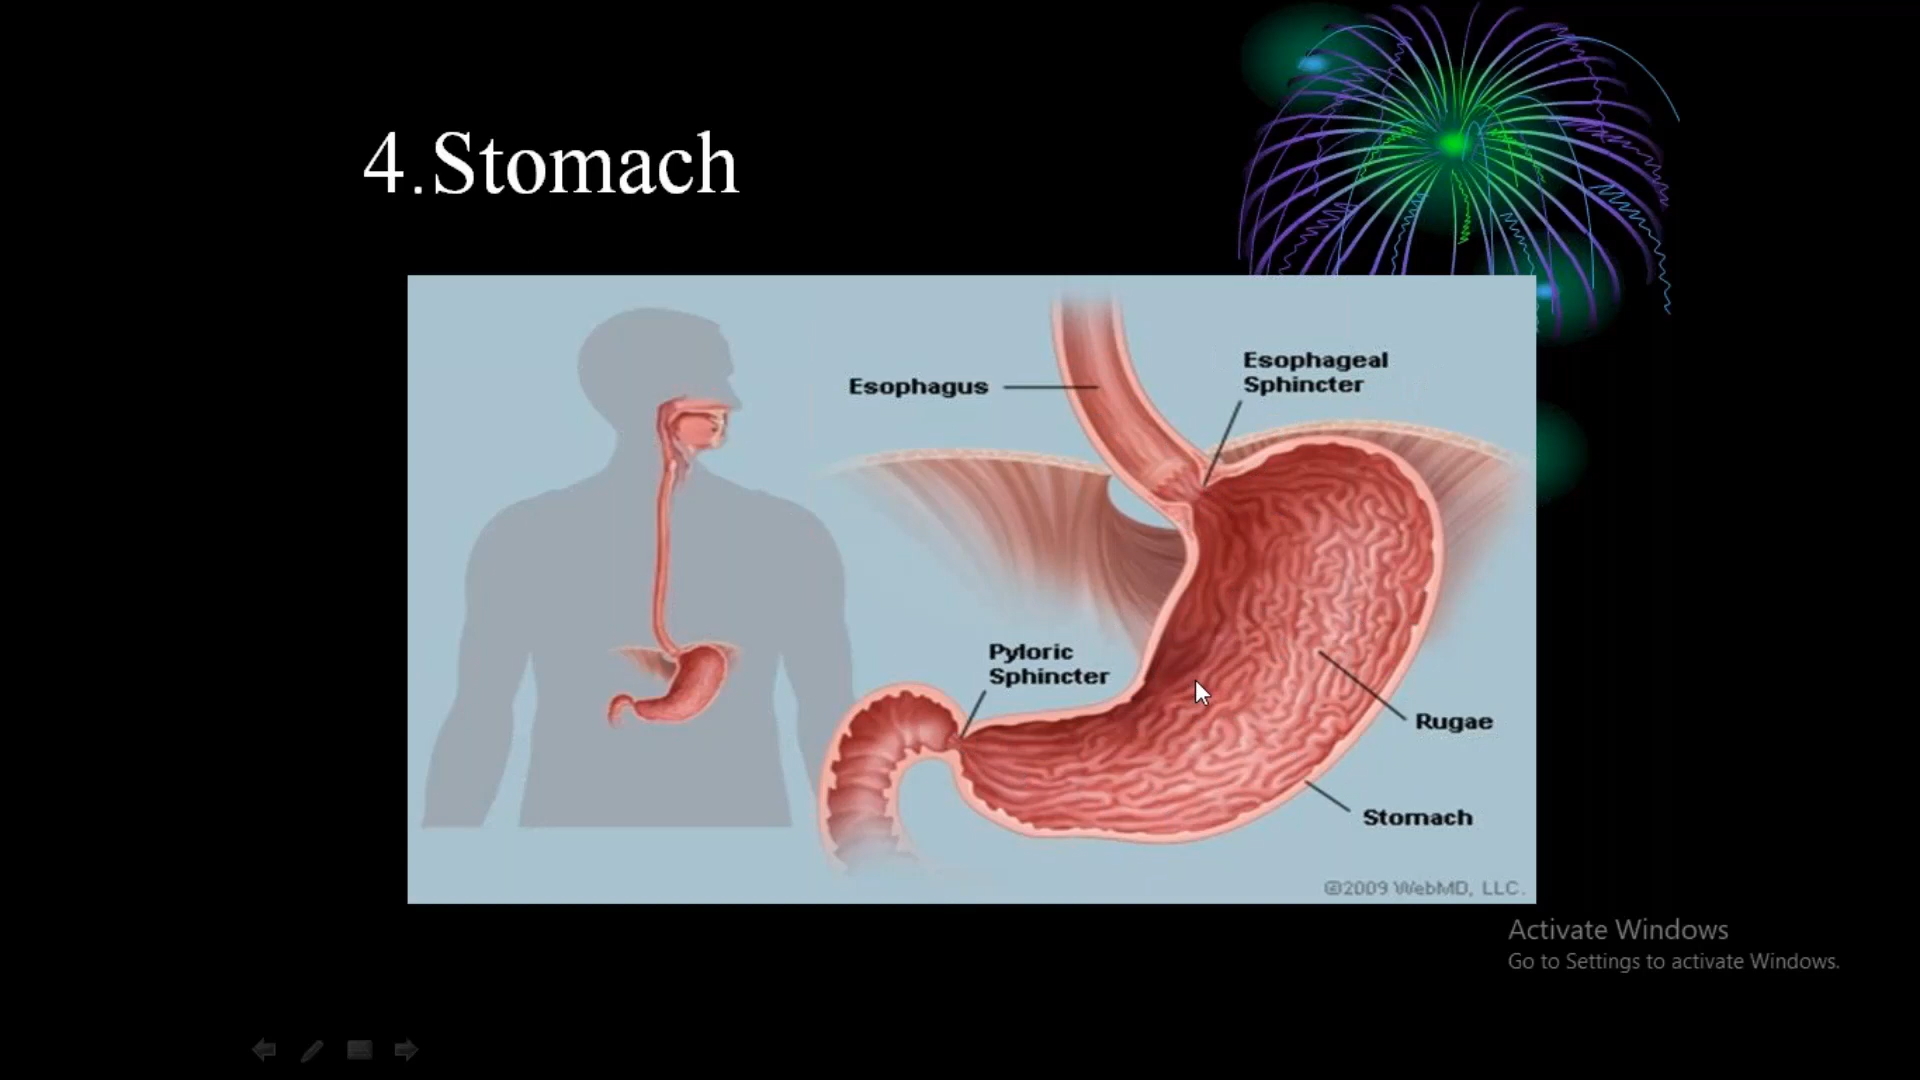 4.Stomach
Esophageal
Sphincter
Esophagus
Pyloric
Sphincter
Rugae
Stomach
©2009 WebMD, LLC.
Activate Windows
Go to Settings to activate Windows.